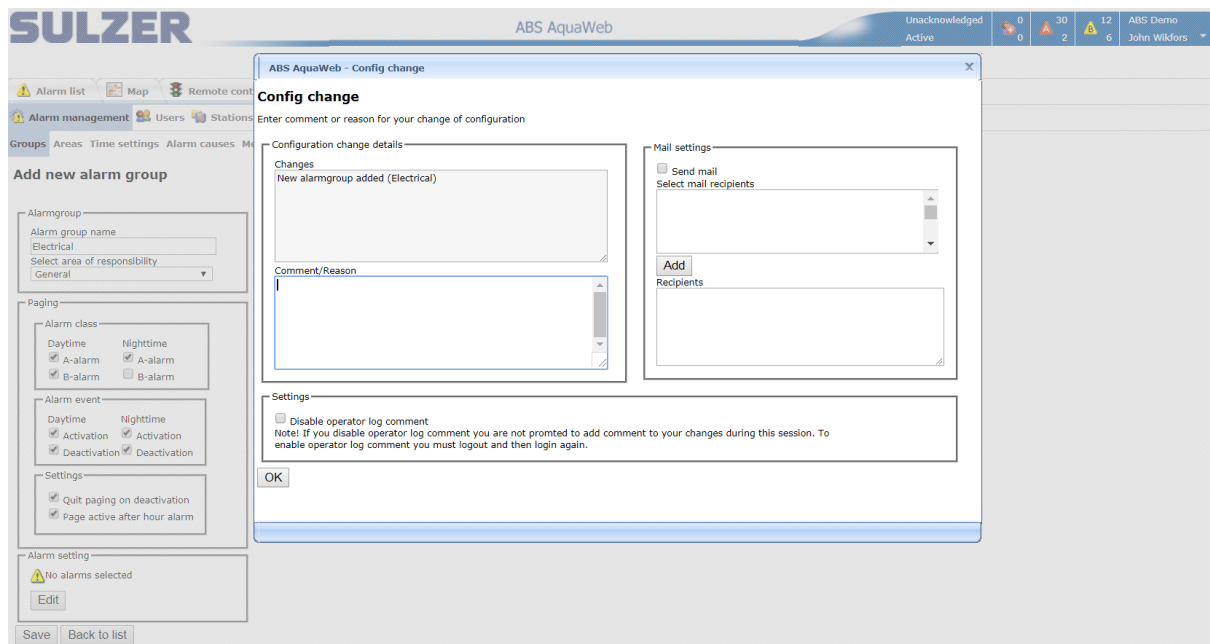 SULZER
ABS AquaWeb
Unacknowledged 0 30 12 ABS Demo
Active 0 A 2 B 6 John Wikfors
Alarm list Map Remote cont
Alarm management Users Stations
Groups Areas Time settings Alarm causes Me
Add new alarm group
Alarmgroup
Alarm group name
Electrical
Select area of responsibility
General
Paging
Alarm class
Daytime Nighttime
A-alarm A-alarm
B-alarm B-alarm
Alarm event
Daytime Nighttime
Activation Activation
Deactivation Deactivation
Settings
Quit paging on deactivation
Page active after hour alarm
Alarm setting
No alarms selected
Edit
Save Back to list
ABS AquaWeb - Config change x
Config change
Enter comment or reason for your change of configuration
Configuration change details
Changes
New alarmgroup added (Electrical)
Comment/Reason
Mail settings
Send mail
Select mail recipients
Add
Recipients
Settings
Disable operator log comment
Note! If you disable operator log comment you are not promted to add comment to your changes during this session. To
enable operator log comment you must logout and then login again.
OK